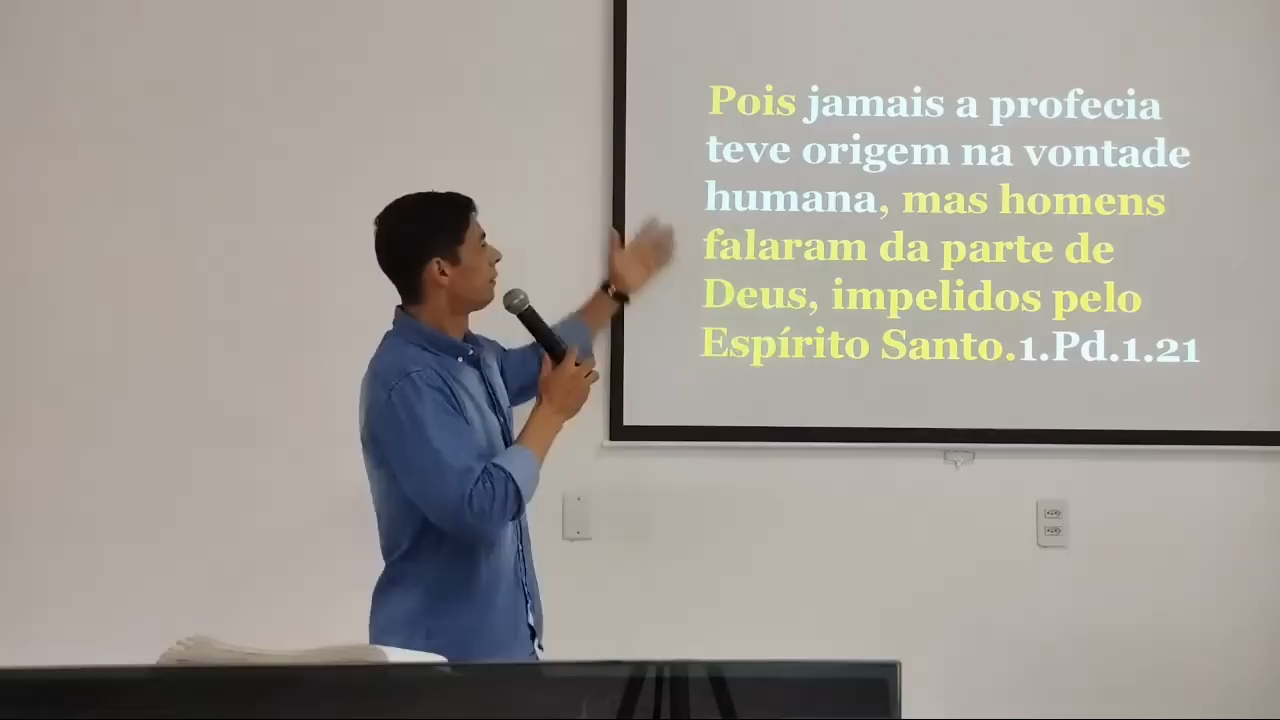 Pois jamais a profecia
teve origem na vontade
humana, mas homens
falaram da parte de
Deus, impelidos pelo
Espírito Santo.1.Pd.1.21